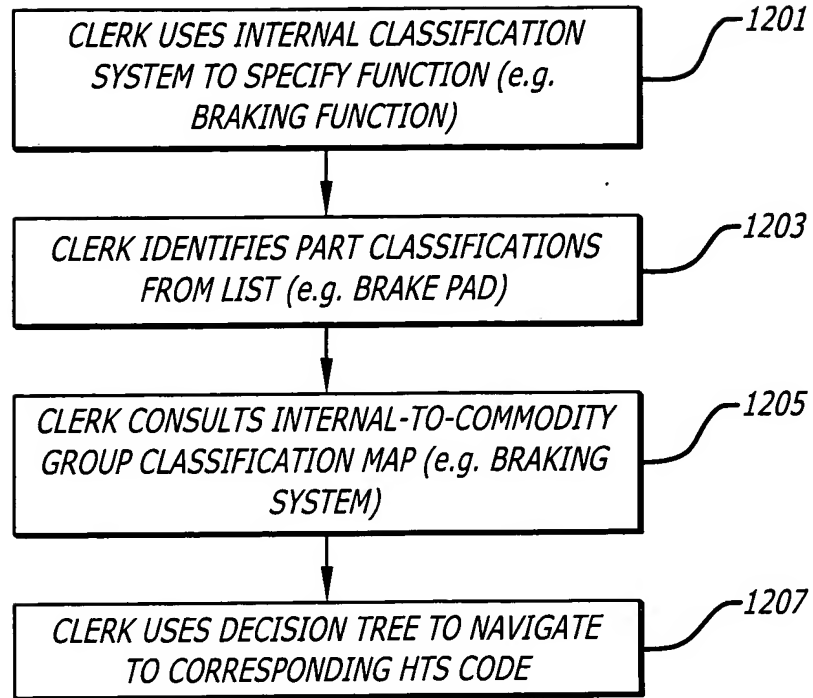 CLERK USES INTERNAL CLASSIFICATION
SYSTEM TO SPECIFY FUNCTION (e.g.
BRAKING FUNCTION)
1201
CLERK IDENTIFIES PART CLASSIFICATIONS
FROM LIST (e.g. BRAKE PAD)
1203
CLERK CONSULTS INTERNAL-TO-COMMODITY
GROUP CLASSIFICATION MAP (e.g. BRAKING
SYSTEM)
1205
CLERK USES DECISION TREE TO NAVIGATE
TO CORRESPONDING HTS CODE
1207